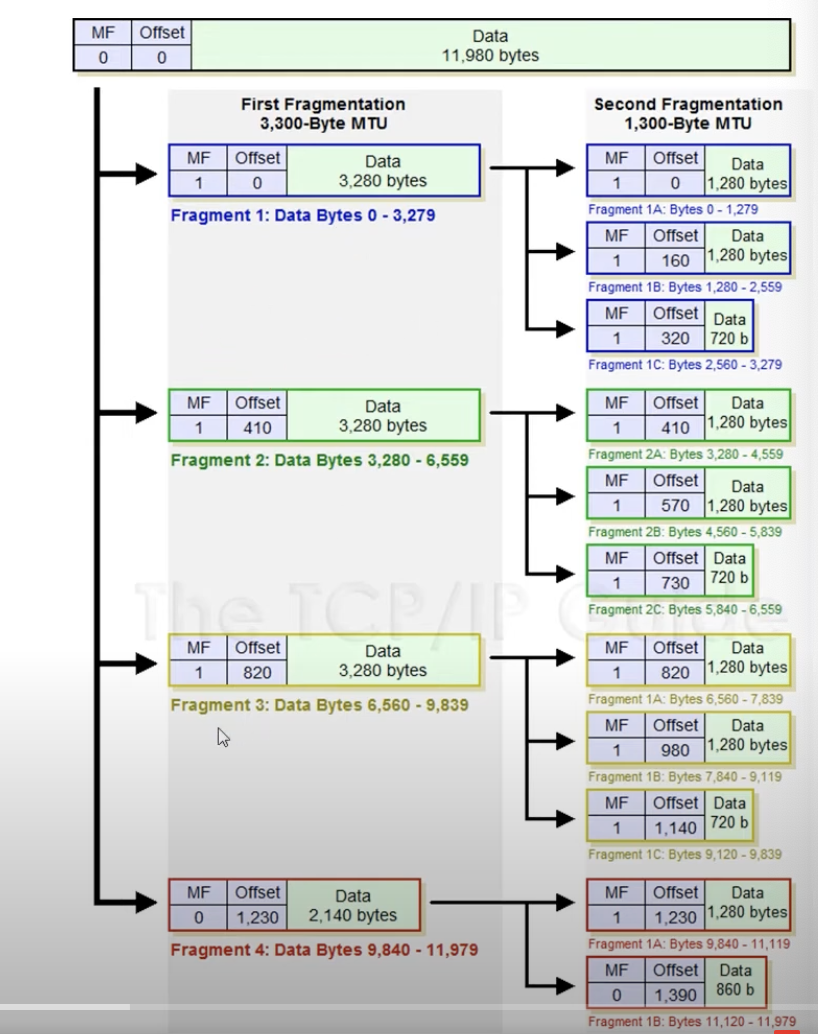 MF Offset Data
0 0 11,980 bytes
First Fragmentation
3,300-Byte MTU
Second Fragmentation
1,300-Byte MTU
MF Offset Data
1 0 3,280 bytes
Fragment 1: Data Bytes 0 - 3,279
MF Offset Data
1 0 1,280 bytes
Fragment 1A: Bytes 0 - 1,279
MF Offset Data
1 160 1,280 bytes
Fragment 1B: Bytes 1,280 - 2,559
MF Offset Data
1 320 720 b
Fragment 1C: Bytes 2,560 - 3,279
MF Offset Data
1 410 3,280 bytes
Fragment 2: Data Bytes 3,280 - 6,559
MF Offset Data
1 410 1,280 bytes
Fragment 2A: Bytes 3,280 - 4,559
MF Offset Data
1 570 1,280 bytes
Fragment 2B: Bytes 4,560 - 5,839
MF Offset Data
1 730 720 b
Fragment 2C: Bytes 5,840 - 6,559
The TCP/IP Guide
MF Offset Data
1 820 3,280 bytes
Fragment 3: Data Bytes 6,560 - 9,839
MF Offset Data
1 820 1,280 bytes
Fragment 1A: Bytes 6,560 - 7,839
MF Offset Data
1 980 1,280 bytes
Fragment 1B: Bytes 7,840 - 9,119
MF Offset Data
1 1,140 720 b
Fragment 1C: Bytes 9,120 - 9,839
MF Offset Data
0 1,230 2,140 bytes
Fragment 4: Data Bytes 9,840 - 11,979
MF Offset Data
1 1,230 1,280 bytes
Fragment 1A: Bytes 9,840 - 11,119
MF Offset Data
0 1,390 860 b
Fragment 1B: Bytes 11,120 - 11,979